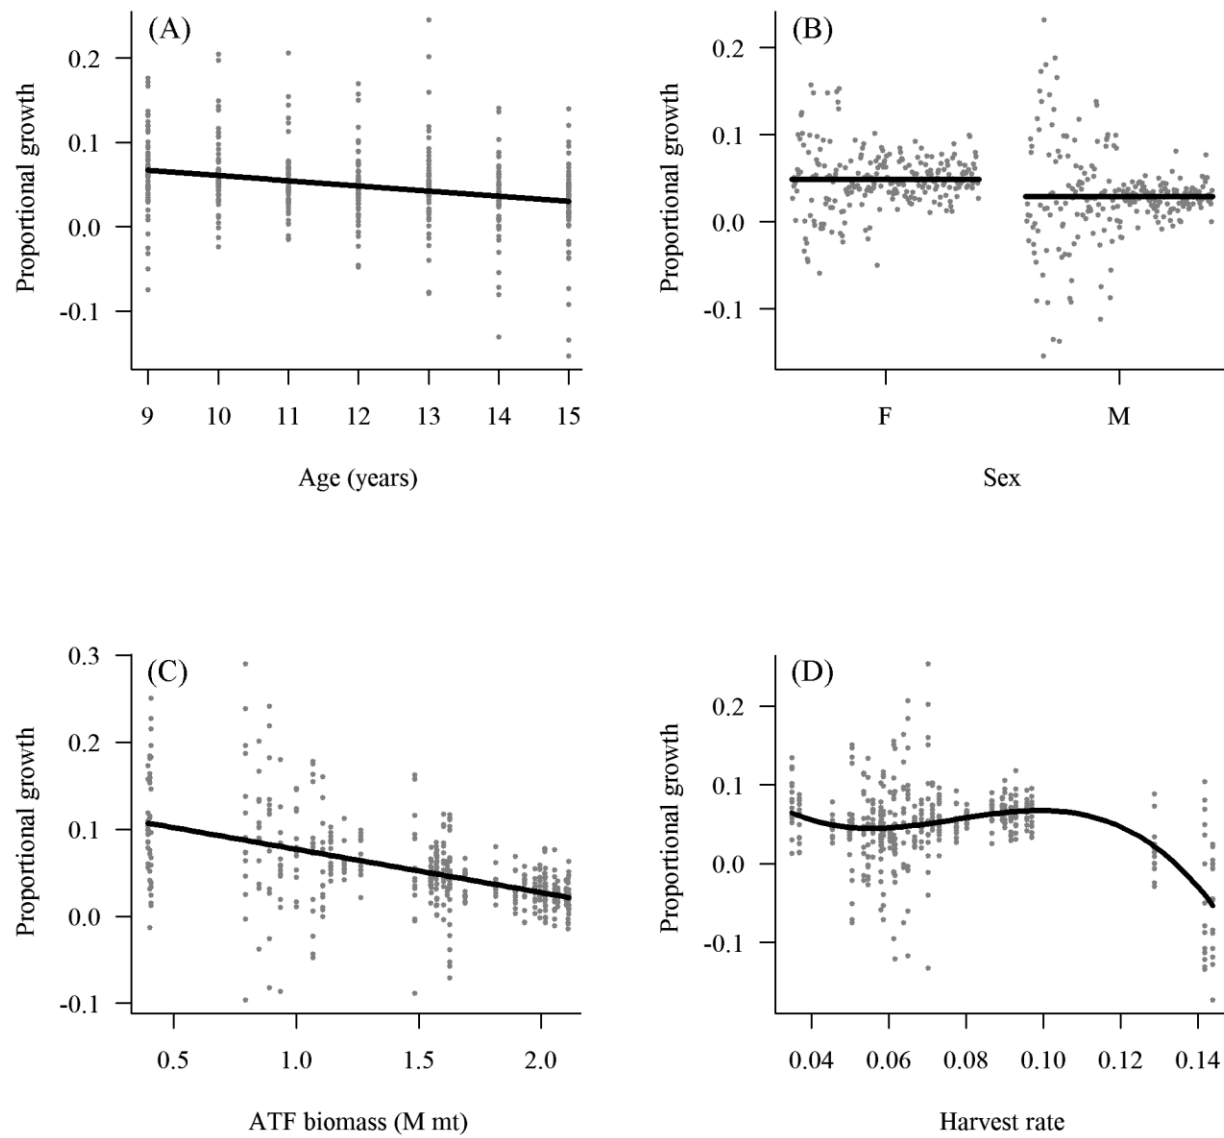 (A)
Proportional growth
0.2
0.1
0.0
-0.1
9 10 11 12 13 14 15
Age (years)
(B)
Proportional growth
0.2
0.1
0.0
-0.1
F M
Sex
(C)
Proportional growth
0.3
0.2
0.1
0.0
-0.1
0.5 1.0 1.5 2.0
ATF biomass (M mt)
(D)
Proportional growth
0.2
0.1
0.0
-0.1
0.04 0.06 0.08 0.10 0.12 0.14
Harvest rate